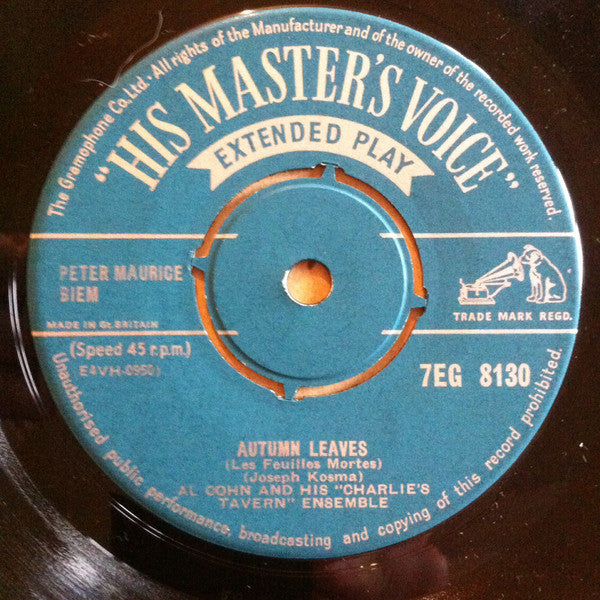 The Gramophone Co. Ltd · All rights of the Manufacturer and of the owner of the recorded work reserved.
"HIS MASTER'S VOICE"
EXTENDED PLAY
PETER MAURICE
BIEM
MADE IN Gt. BRITAIN
(Speed 45 r.p.m.)
TRADE MARK REGD.
7EG 8130
AUTUMN LEAVES
(Les Feuilles Mortes)
(Joseph Kosma)
AL COHN AND HIS "CHARLIE'S
TAVERN" ENSEMBLE
Unauthorised public performance, broadcasting and copying of this record prohibited.